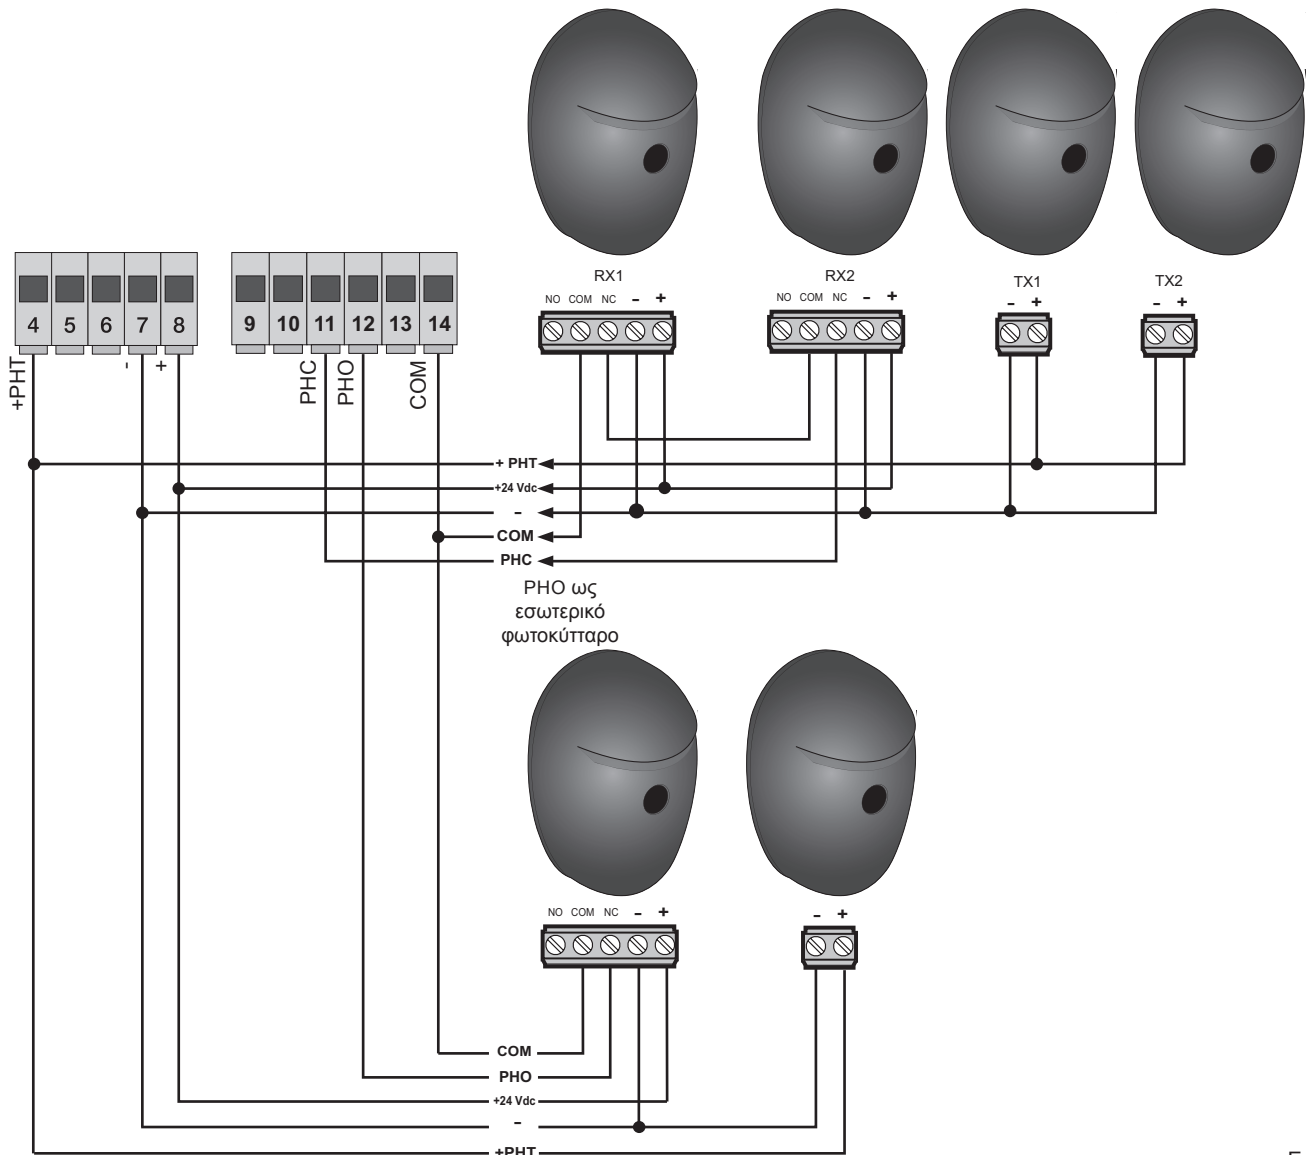 RX1
RX2
TX1
TX2
NO COM NC - +
NO COM NC - +
- +
- +
4 5 6 7 8
9 10 11 12 13 14
+PHT
-
+
PHC
PHO
COM
+ PHT
+24 Vdc
-
COM
PHC
PHO ως
εσωτερικό
φωτοκύτταρο
NO COM NC - +
- +
COM
PHO
+24 Vdc
-
+PHT